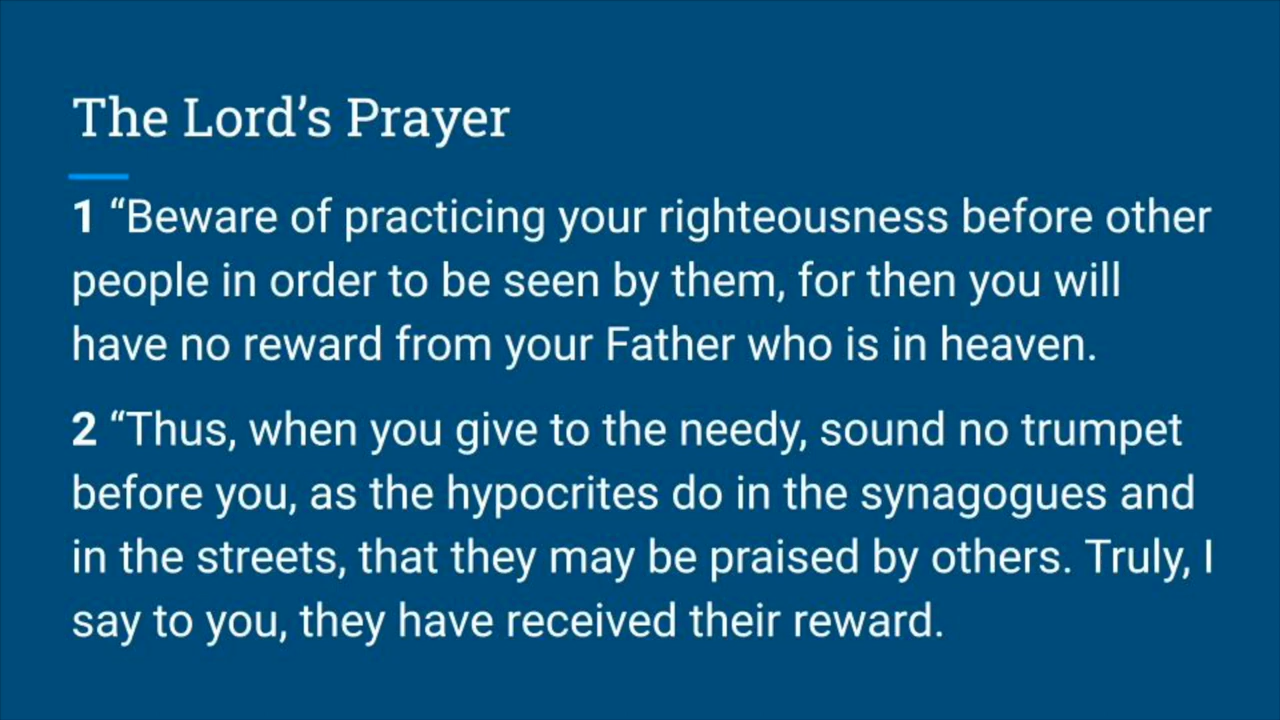 The Lord’s Prayer
1 “Beware of practicing your righteousness before other
people in order to be seen by them, for then you will
have no reward from your Father who is in heaven.
2 “Thus, when you give to the needy, sound no trumpet
before you, as the hypocrites do in the synagogues and
in the streets, that they may be praised by others. Truly, I
say to you, they have received their reward.